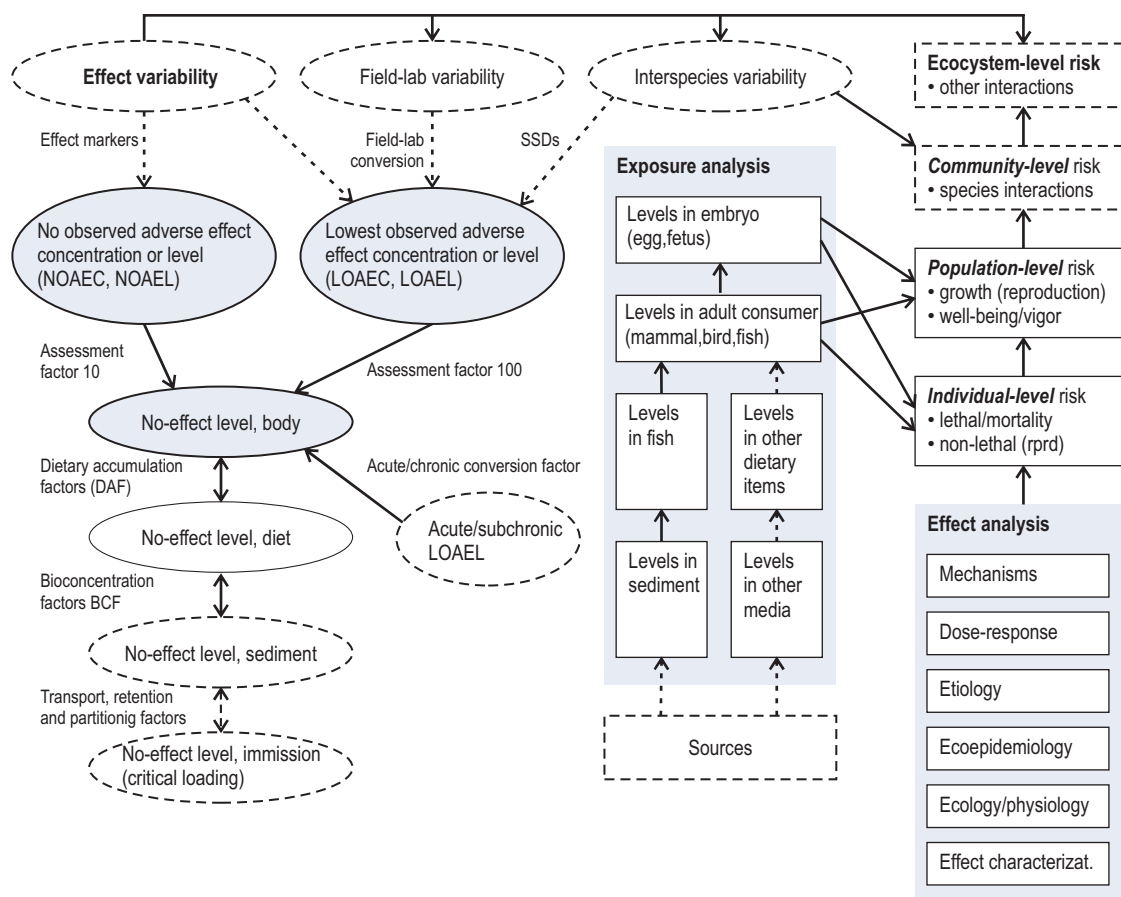 Effect variability
Field-lab variability
Interspecies variability
Ecocystem-level risk
• other interactions
Effect markers
Field-lab
conversion
SSDs
Community-level risk
• species interactions
No observed adverse effect
concentration or level
(NOAEC, NOAEL)
Lowest observed adverse
effect concentration or level
(LOAEC, LOAEL)
Assessment
factor 10
Assessment factor 100
No-effect level, body
Dietary accumulation
factors (DAF)
Acute/chronic conversion factor
No-effect level, diet
Acute/subchronic
LOAEL
Bioconcentration
factors BCF
No-effect level, sediment
Transport, retention
and partitionig factors
No-effect level, immission
(critical loading)
Exposure analysis
Levels in embryo
(egg,fetus)
Levels in adult consumer
(mammal,bird,fish)
Levels
in fish
Levels
in other
dietary
items
Levels in
sediment
Levels
in other
media
Sources
Population-level risk
• growth (reproduction)
• well-being/vigor
Individual-level risk
• lethal/mortality
• non-lethal (rprd)
Effect analysis
Mechanisms
Dose-response
Etiology
Ecoepidemiology
Ecology/physiology
Effect characterizat.